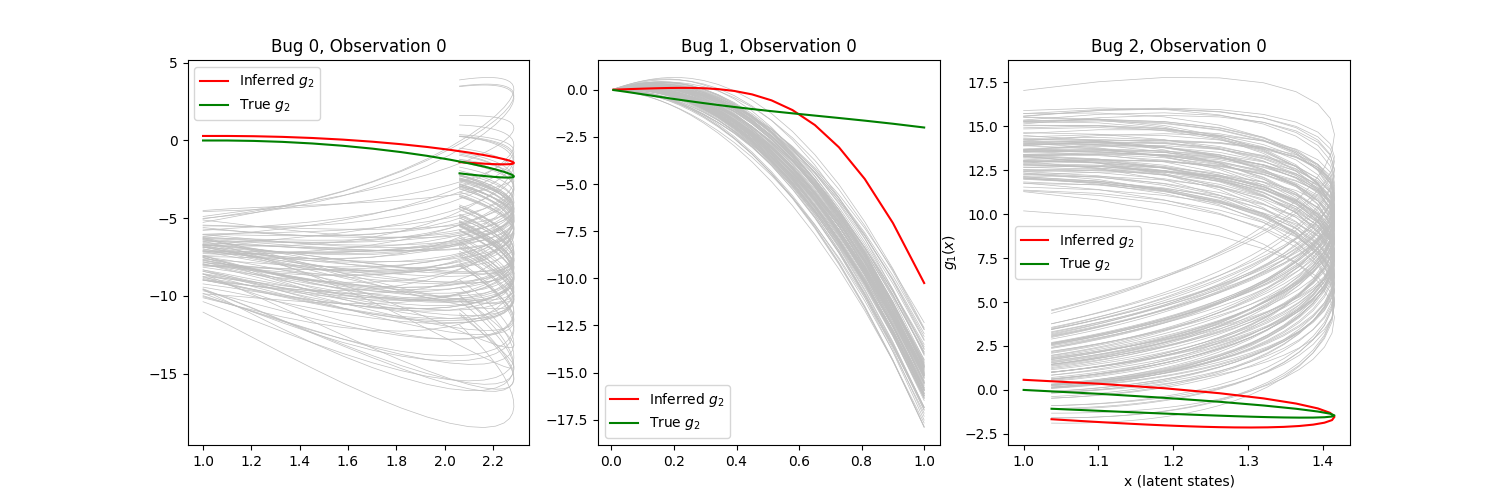 Bug 0, Observation 0
5
0
−5
−10
−15
1.0 1.2 1.4 1.6 1.8 2.0 2.2
Inferred g₂
True g₂
Bug 1, Observation 0
0.0
−2.5
−5.0
−7.5
−10.0
−12.5
−15.0
−17.5
0.0 0.2 0.4 0.6 0.8 1.0
Inferred g₂
True g₂
Bug 2, Observation 0
g₁(x)
17.5
15.0
12.5
10.0
7.5
5.0
2.5
0.0
−2.5
1.0 1.1 1.2 1.3 1.4
x (latent states)
Inferred g₂
True g₂